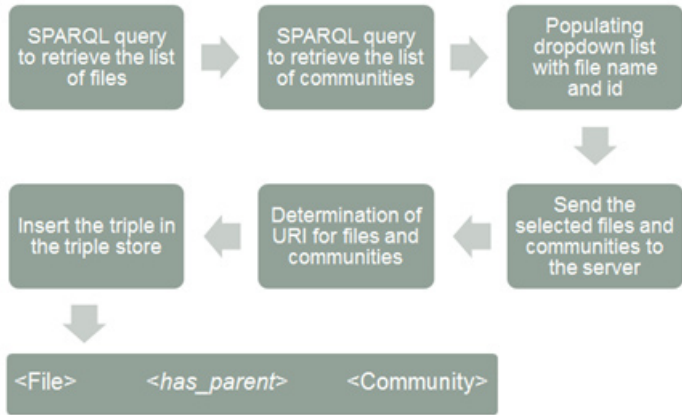 SPARQL query
to retrieve the list
of files
SPARQL query
to retrieve the list
of communities
Populating
dropdown list
with file name
and id
Send the
selected files and
communities to
the server
Determination of
URI for files and
communities
Insert the triple in
the triple store
<File> <has_parent> <Community>